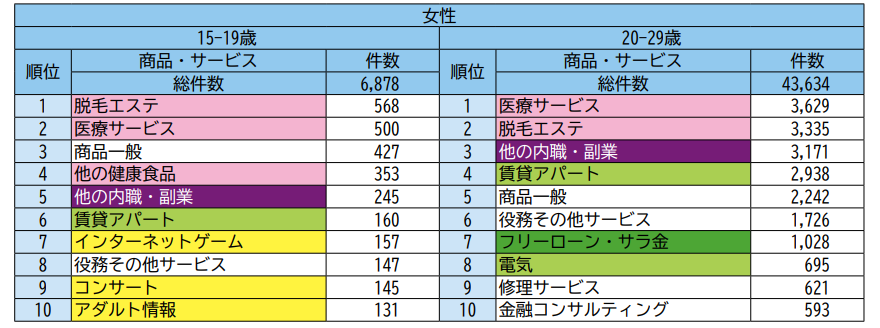 女性
15-19歳 20-29歳
順位 商品・サービス 件数 順位 商品・サービス 件数
総件数 6,878 総件数 43,634
1 脱毛エステ 568 1 医療サービス 3,629
2 医療サービス 500 2 脱毛エステ 3,335
3 商品一般 427 3 他の内職・副業 3,171
4 他の健康食品 353 4 賃貸アパート 2,938
5 他の内職・副業 245 5 商品一般 2,242
6 賃貸アパート 160 6 役務その他サービス 1,726
7 インターネットゲーム 157 7 フリーローン・サラ金 1,028
8 役務その他サービス 147 8 電気 695
9 コンサート 145 9 修理サービス 621
10 アダルト情報 131 10 金融コンサルティング 593